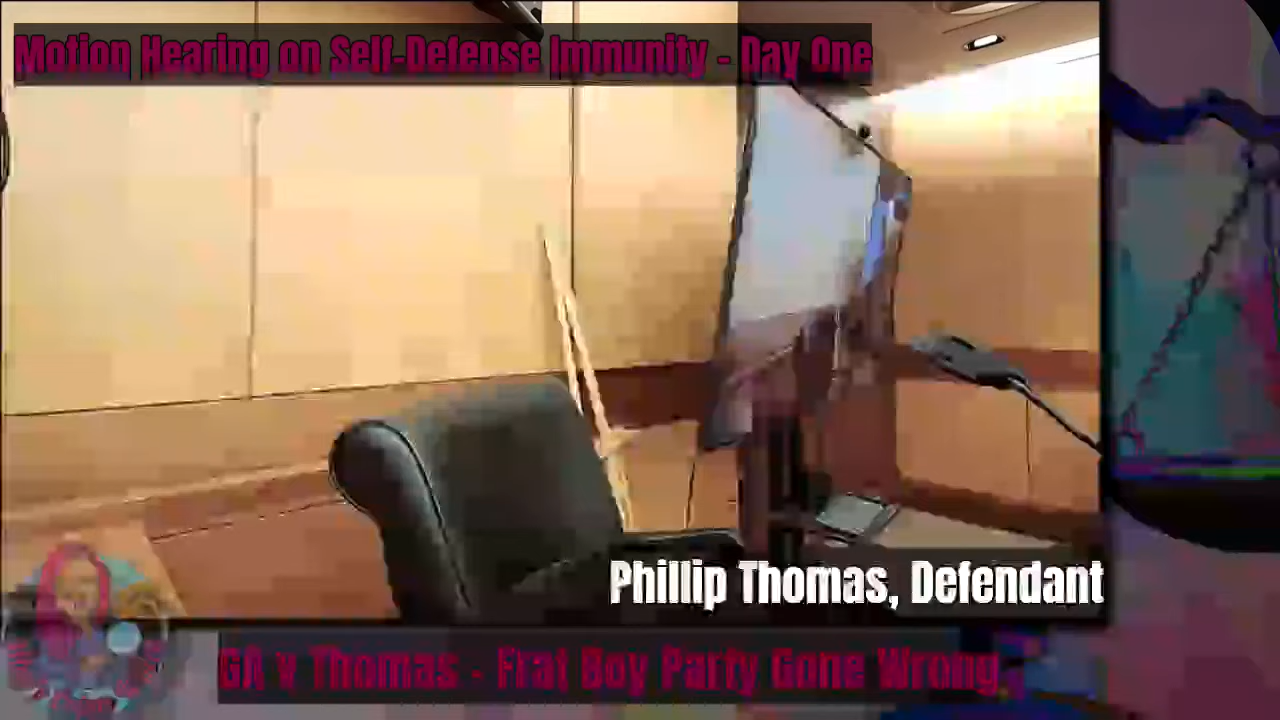 Motion Hearing on Self-Defense Immunity - Day One
Phillip Thomas, Defendant
GA v Thomas - Frat Boy Party Gone Wrong